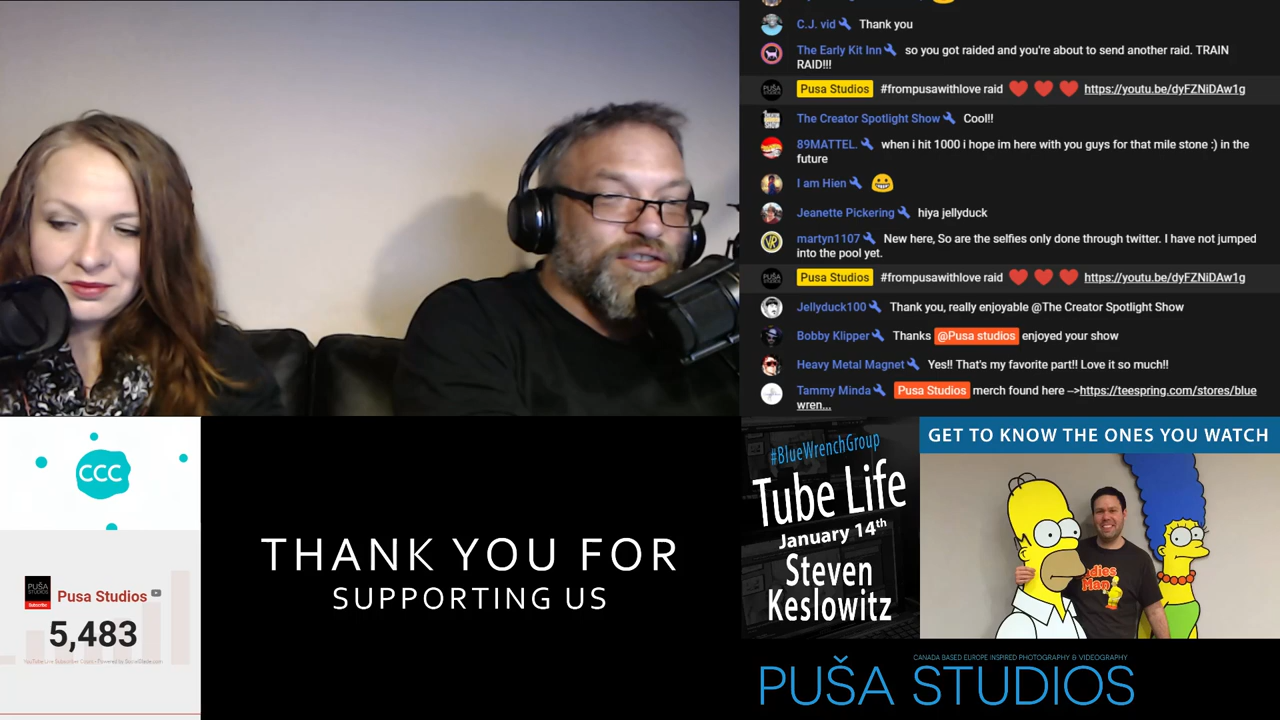 C.J. vid Thank you
The Early Kit Inn so you got raided and you're about to send another raid. TRAIN
RAID!!!
Pusa Studios #frompusawithlove raid https://youtu.be/dyFZNiDAw1g
The Creator Spotlight Show Cool!!
89MATTEL. when i hit 1000 i hope im here with you guys for that mile stone :) in the
future
I am Hien
Jeanette Pickering hiya jellyduck
martyn1107 New here, So are the selfies only done through twitter. I have not jumped
into the pool yet.
Pusa Studios #frompusawithlove raid https://youtu.be/dyFZNiDAw1g
Jellyduck100 Thank you, really enjoyable @The Creator Spotlight Show
Bobby Klipper Thanks @Pusa studios enjoyed your show
Heavy Metal Magnet Yes!! That's my favorite part!! Love it so much!!
Tammy Minda Pusa Studios merch found here -->https://teespring.com/stores/blue
wren...
CCC
PUŠA
STUDIOS
Subscribe
Pusa Studios
5,483
THANK YOU FOR
SUPPORTING US
#BlueWrenchGroup
Tube Life
January 14th
Steven
Keslowitz
GET TO KNOW THE ONES YOU WATCH
CANADA BASED EUROPE INSPIRED PHOTOGRAPHY & VIDEOGRAPHY
PUŠA STUDIOS